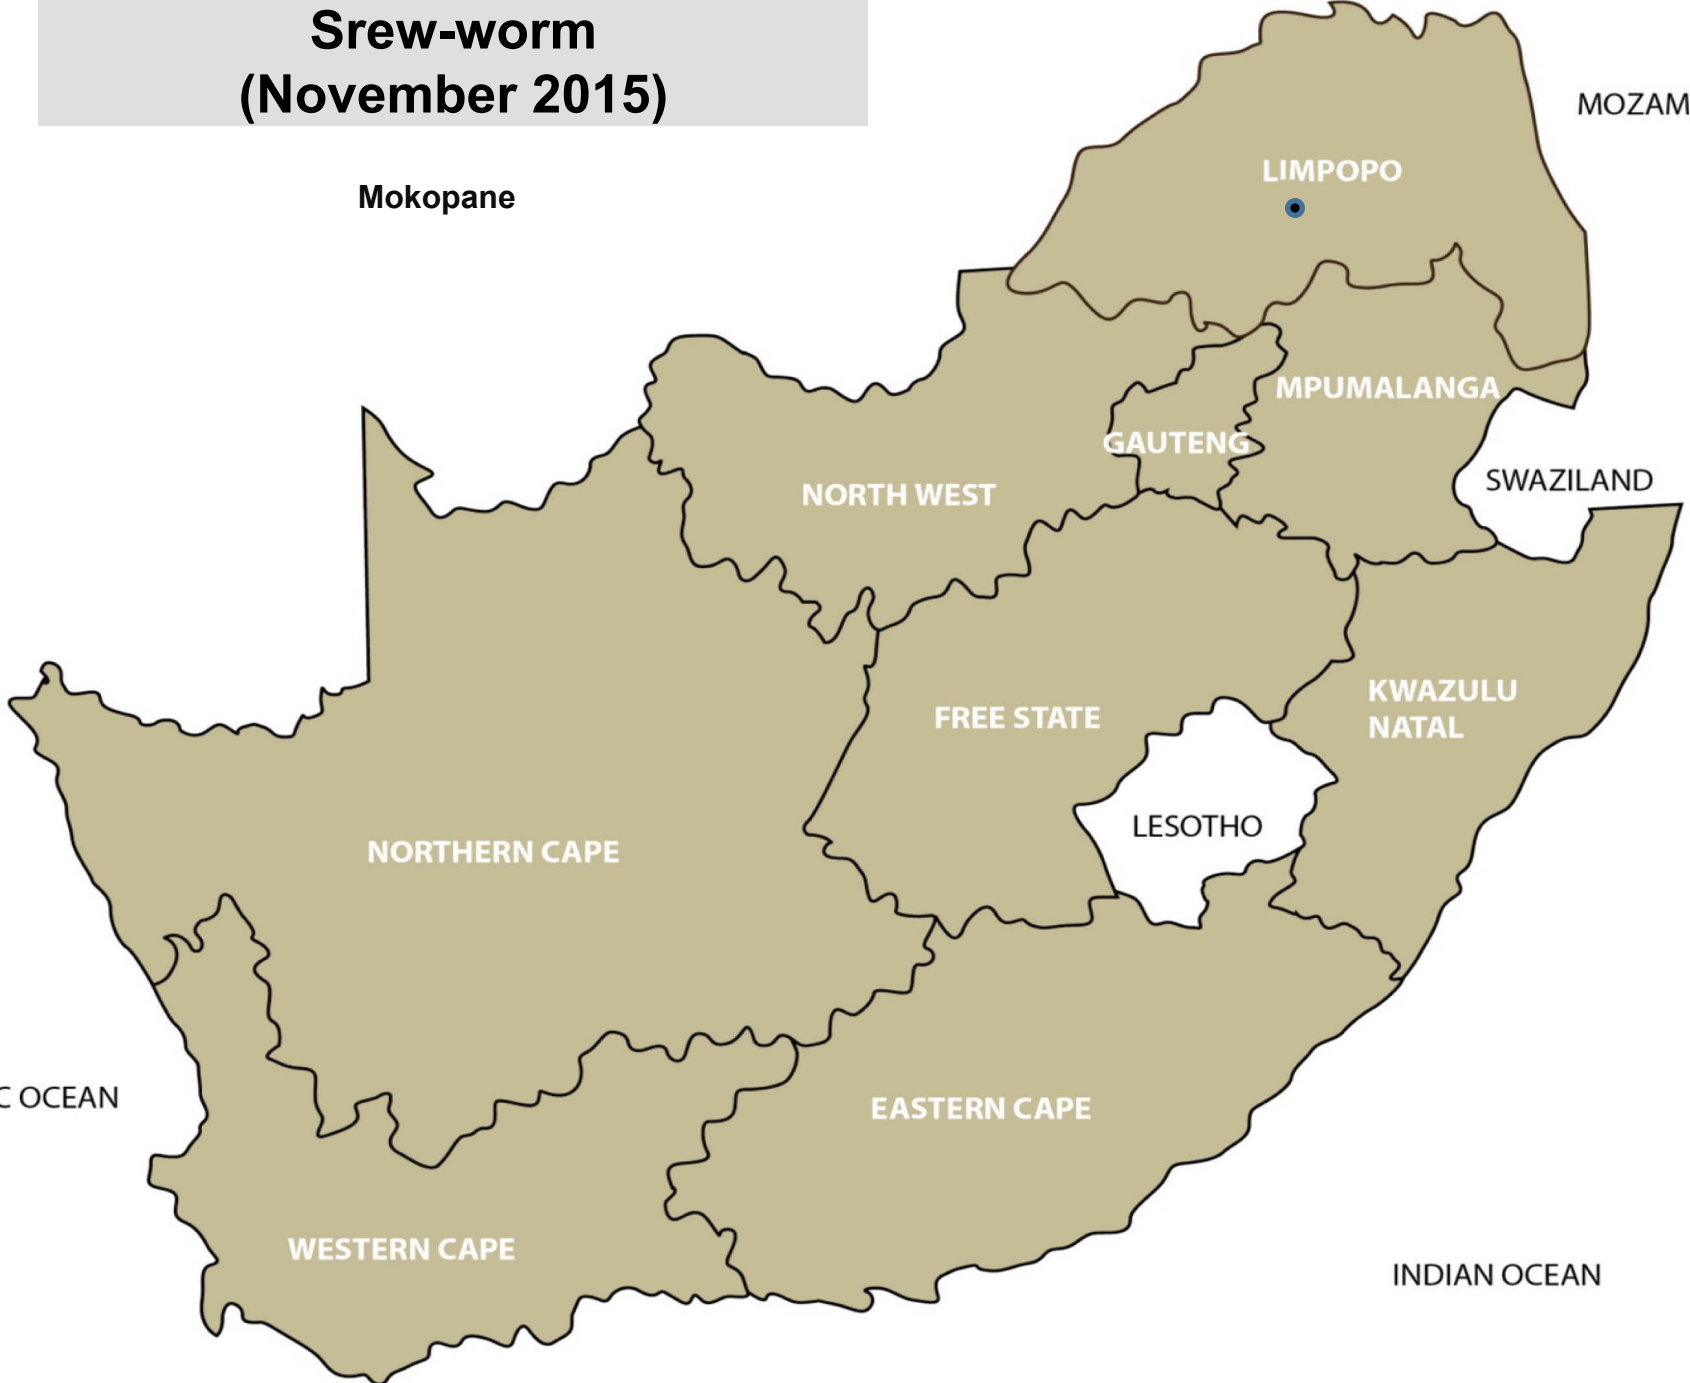 Srew-worm
(November 2015)
Mokopane
MOZAM
LIMPOPO
MPUMALANGA
GAUTENG
SWAZILAND
NORTH WEST
KWAZULU
NATAL
FREE STATE
LESOTHO
NORTHERN CAPE
C OCEAN
EASTERN CAPE
WESTERN CAPE
INDIAN OCEAN